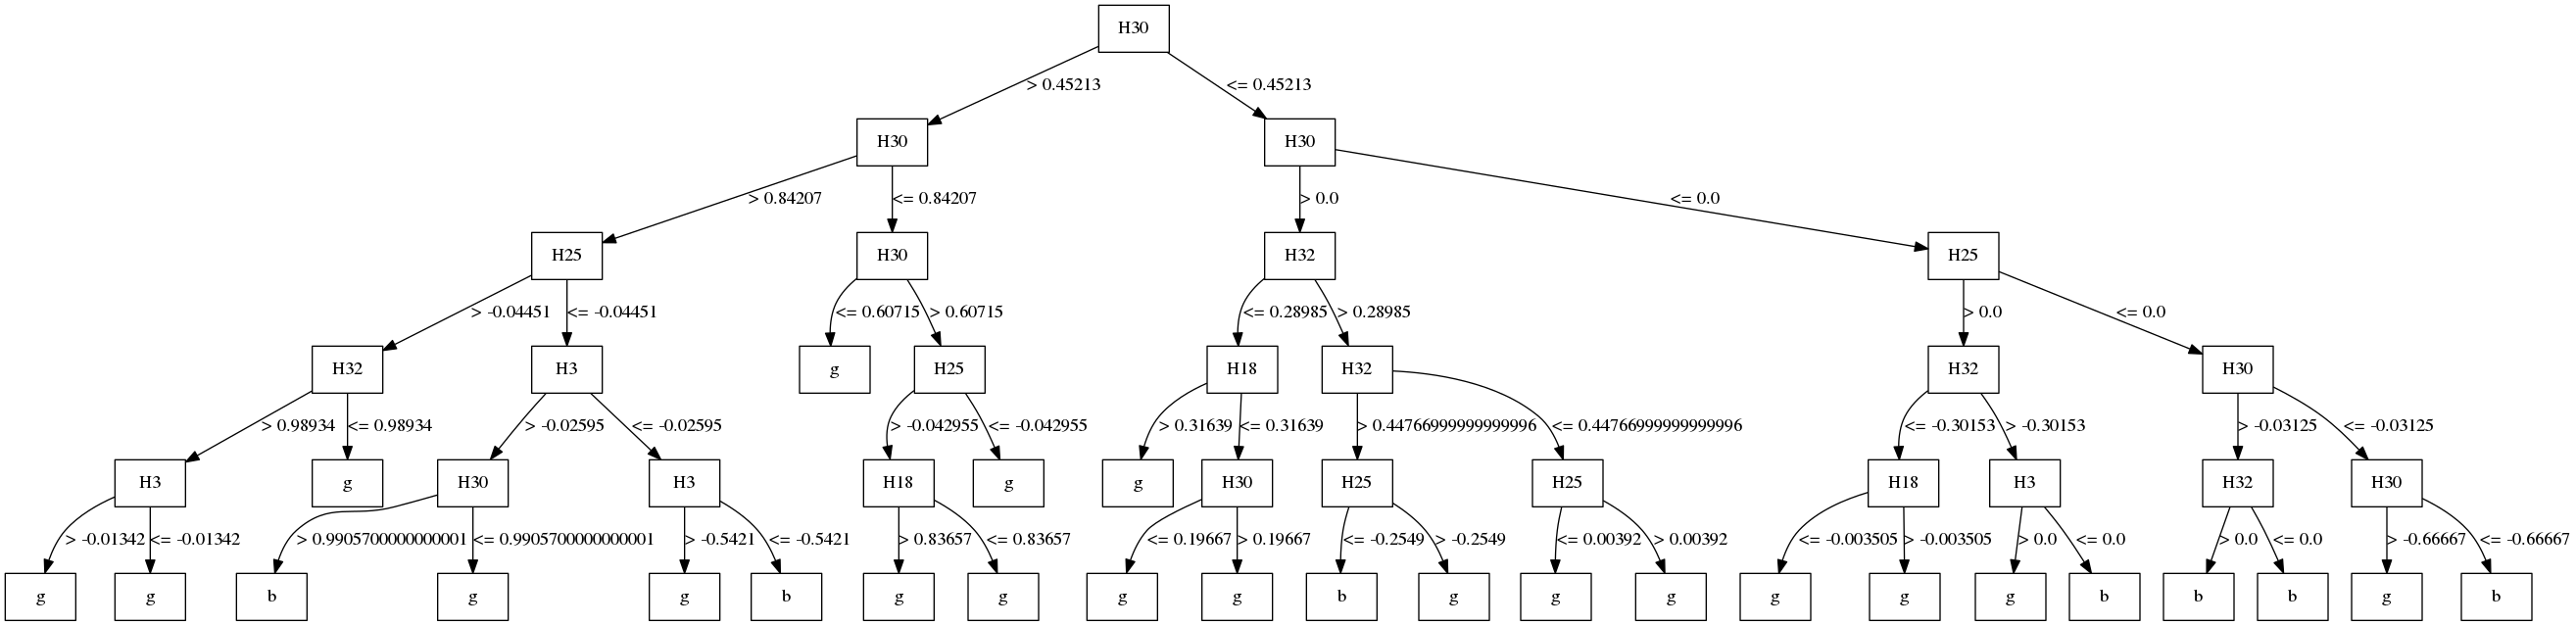 H30
> 0.45213 <= 0.45213
H30 H30
> 0.84207 <= 0.84207 > 0.0 <= 0.0
H25 H30 H32 H25
> -0.04451 <= -0.04451 <= 0.60715 > 0.60715 <= 0.28985 > 0.28985 > 0.0 <= 0.0
H32 H3 g H25 H18 H32 H32 H30
> 0.98934 <= 0.98934 > -0.02595 <= -0.02595 > -0.042955 <= -0.042955 > 0.31639 <= 0.31639 > 0.44766999999999996 <= 0.44766999999999996 <= -0.30153 > -0.30153 > -0.03125 <= -0.03125
H3 g H30 H3 H18 g g H30 H25 H25 H18 H3 H32 H30
> -0.01342 <= -0.01342 > 0.9905700000000001 <= 0.9905700000000001 > -0.5421 <= -0.5421 > 0.83657 <= 0.83657 <= 0.19667 > 0.19667 <= -0.2549 > -0.2549 <= 0.00392 > 0.00392 <= -0.003505 > -0.003505 > 0.0 <= 0.0 > 0.0 <= 0.0 > -0.66667 <= -0.66667
g g b g g b g g g g b g g g g g g b b b g b